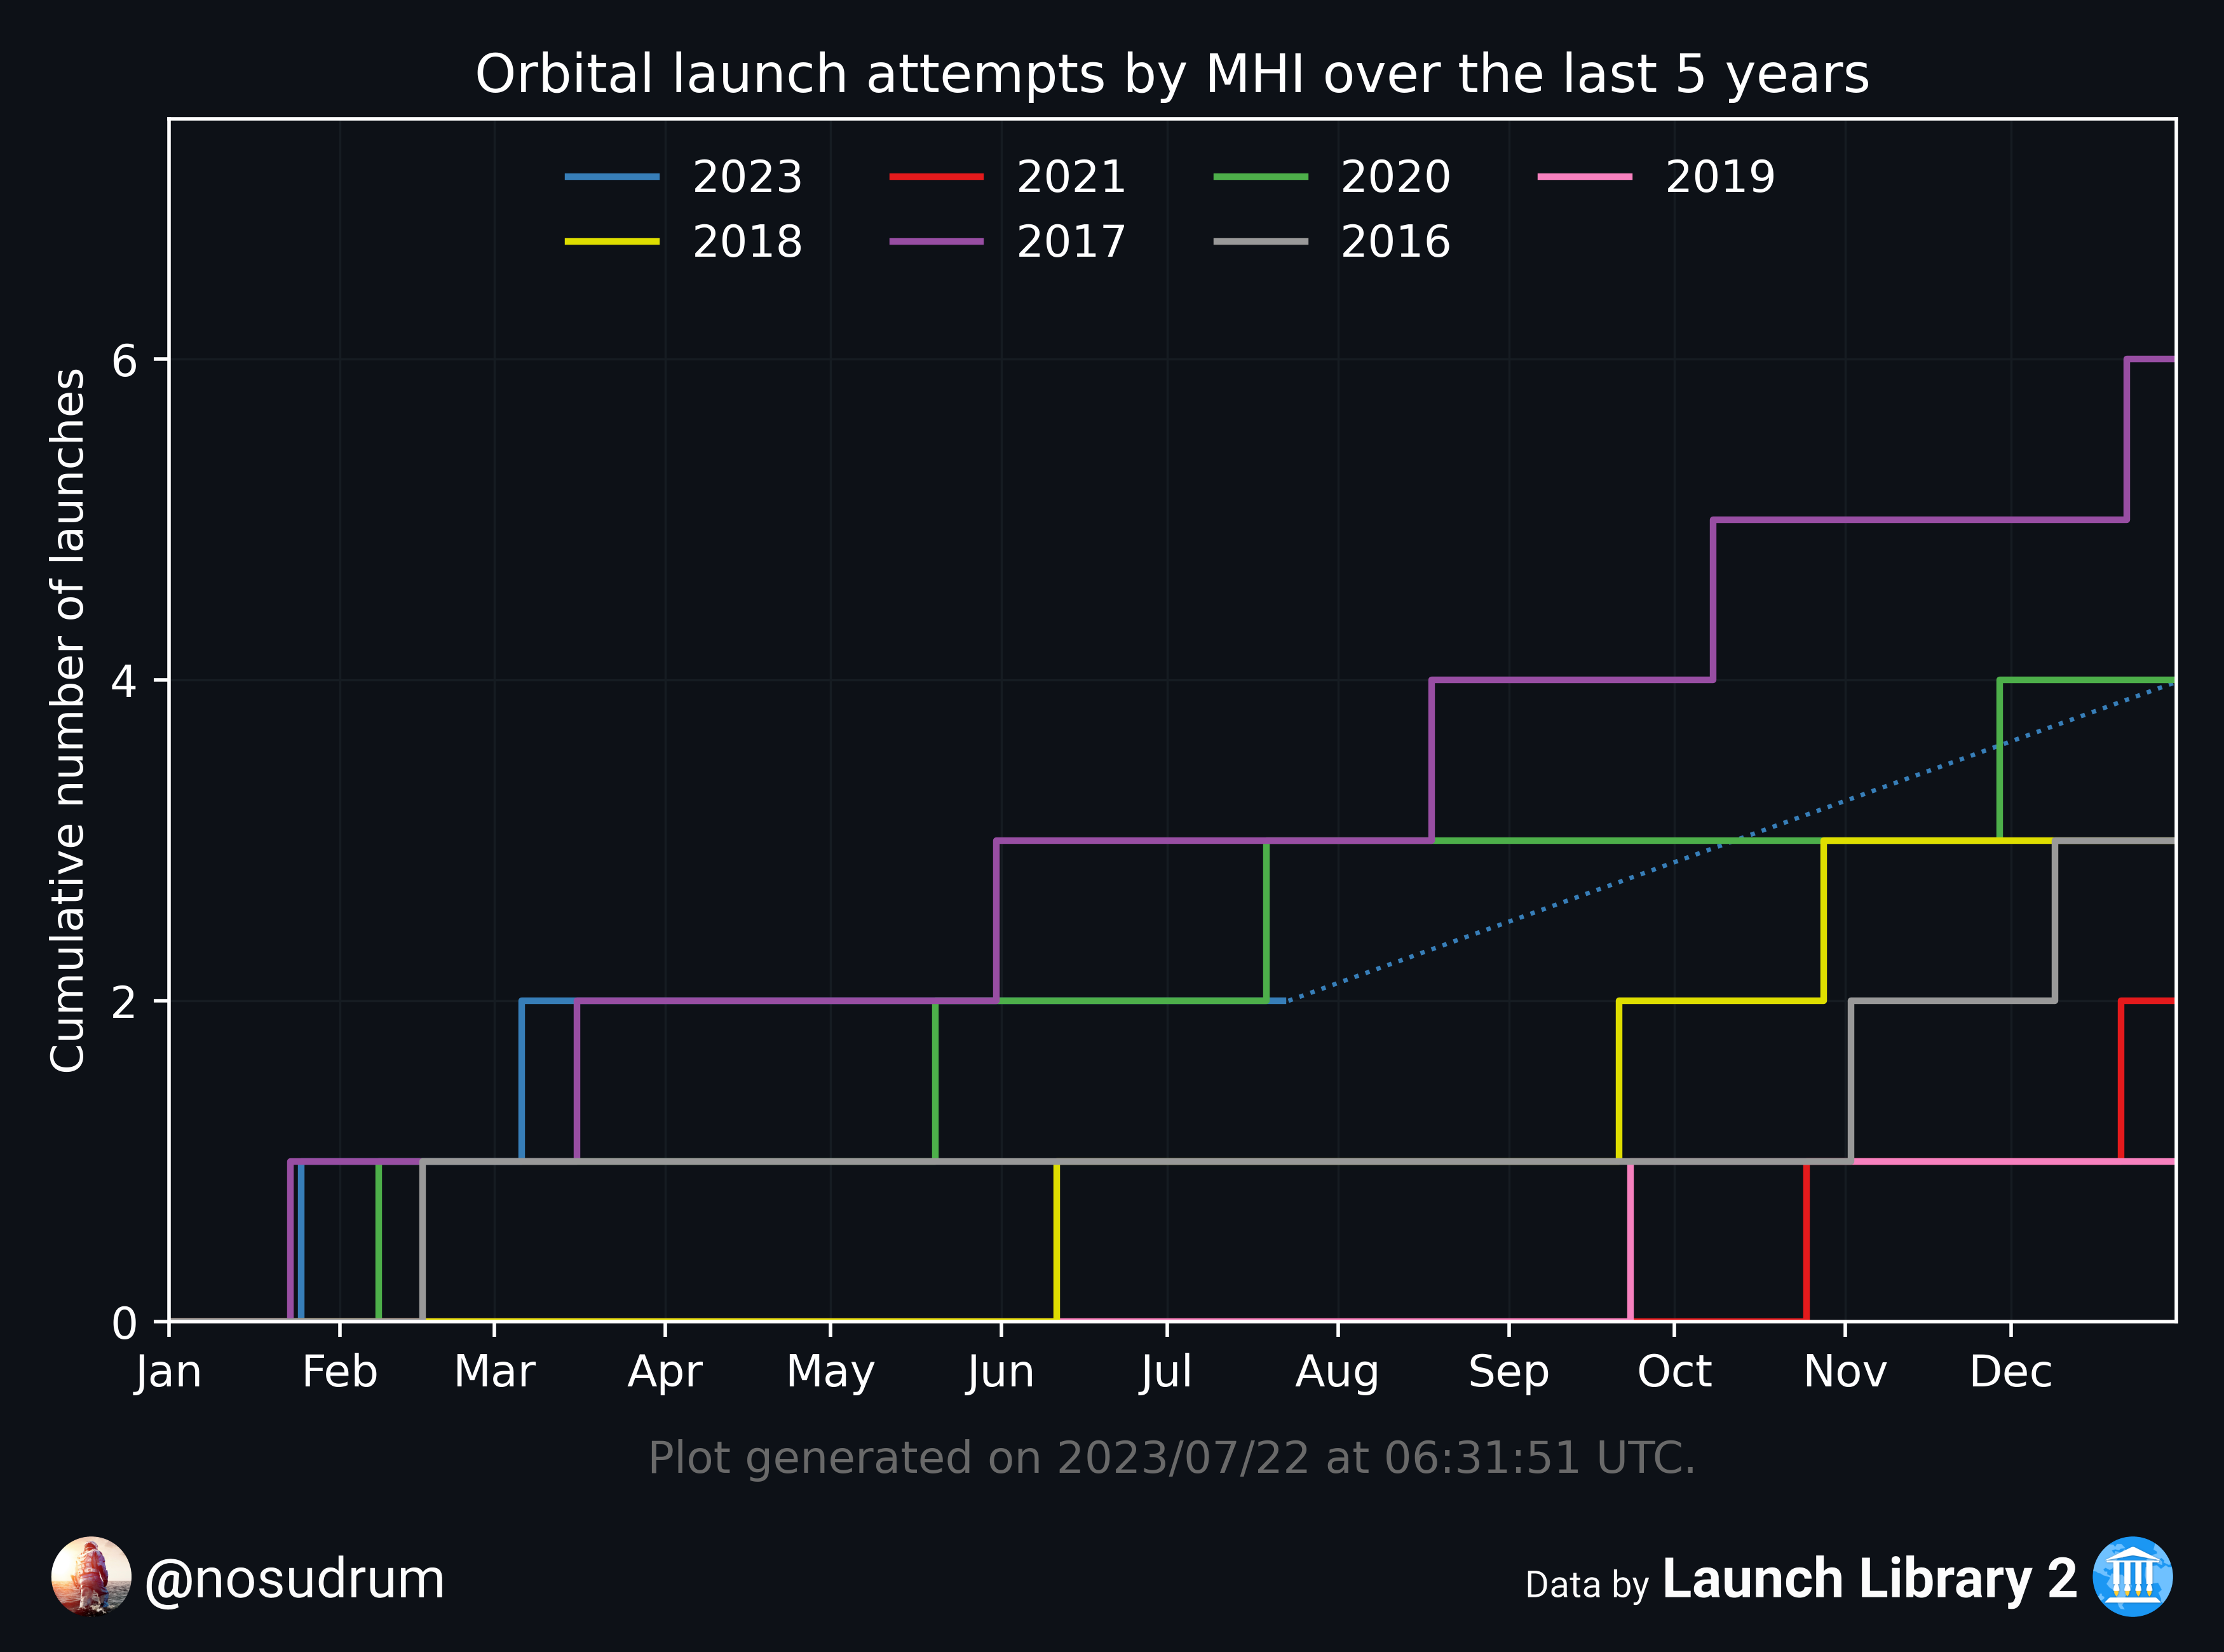 Orbital launch attempts by MHI over the last 5 years
2023 2021 2020 2019
2018 2017 2016
Cumulative number of launches
6
4
2
0
Jan Feb Mar Apr May Jun Jul Aug Sep Oct Nov Dec
Plot generated on 2023/07/22 at 06:31:51 UTC.
@nosudrum
Data by Launch Library 2